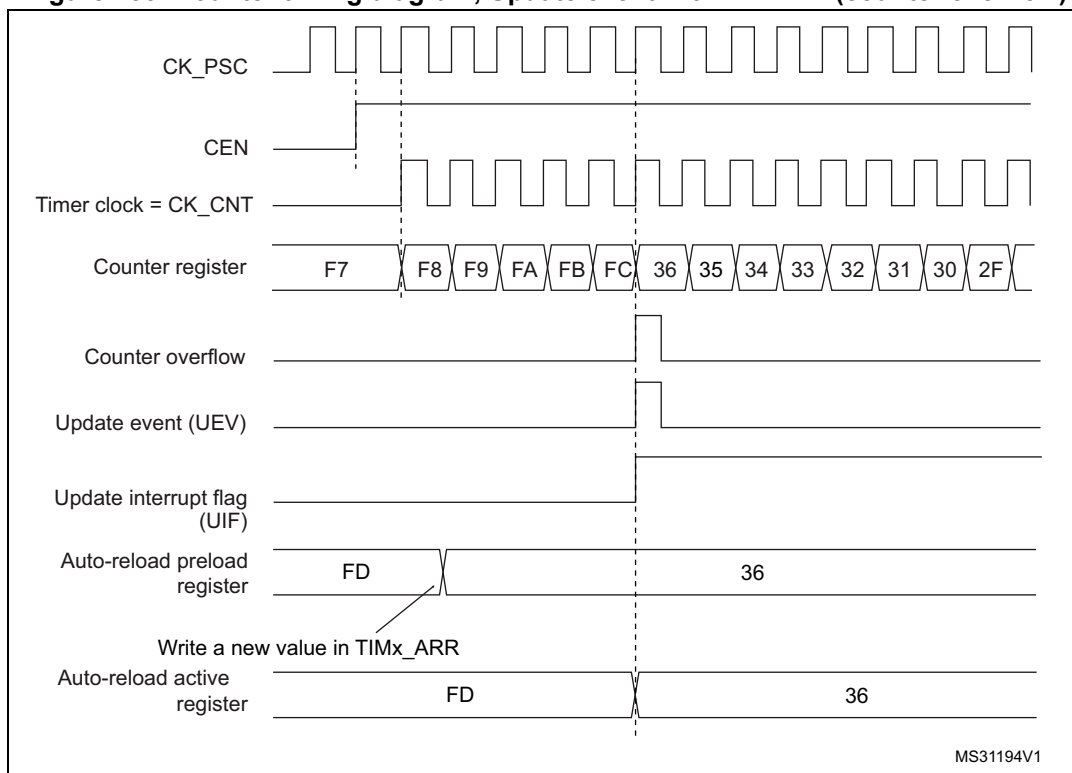 CK_PSC
CEN
Timer clock = CK_CNT
Counter register F7 F8 F9 FA FB FC 36 35 34 33 32 31 30 2F
Counter overflow
Update event (UEV)
Update interrupt flag
(UIF)
Auto-reload preload
register
FD 36
Write a new value in TIMx_ARR
Auto-reload active
register
FD 36
MS31194V1